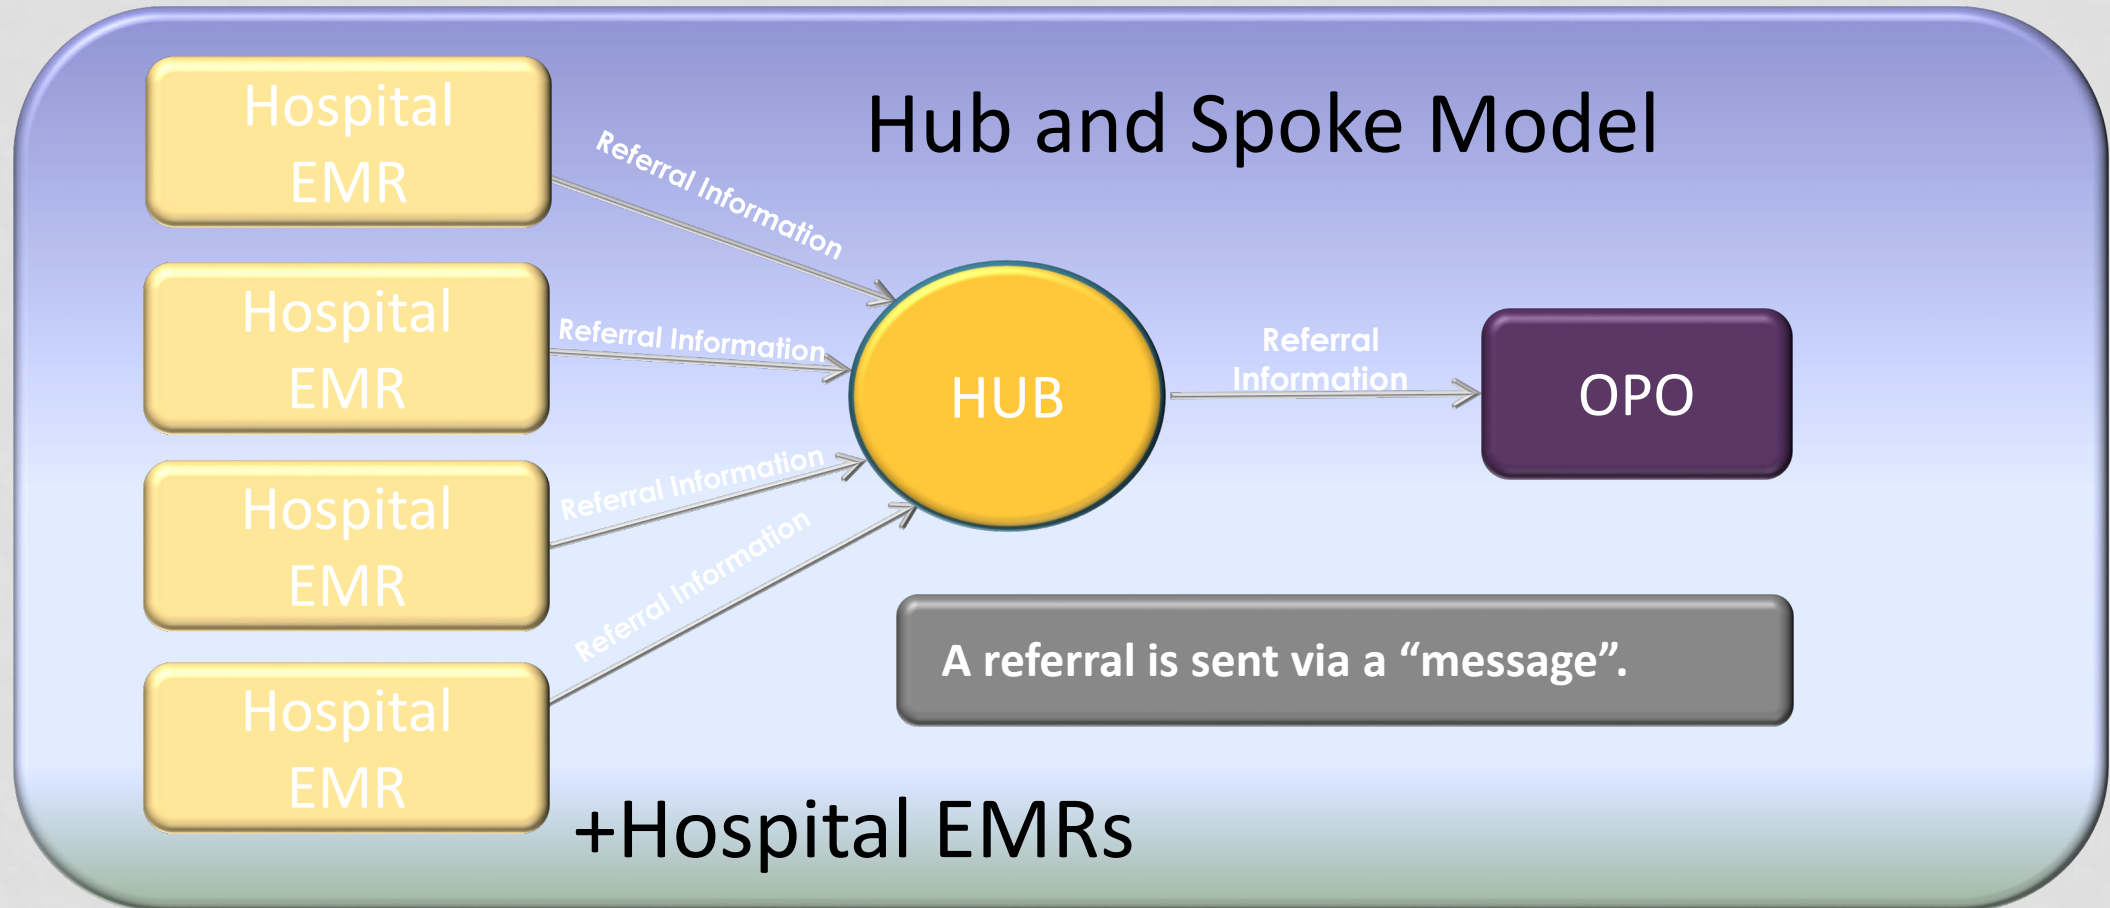 Hub and Spoke Model
Hospital
EMR
Referral Information
Hospital
EMR
Referral Information
Hospital
EMR
Referral Information
Hospital
EMR
Referral Information
HUB
Referral
Information
OPO
A referral is sent via a “message”.
+Hospital EMRs